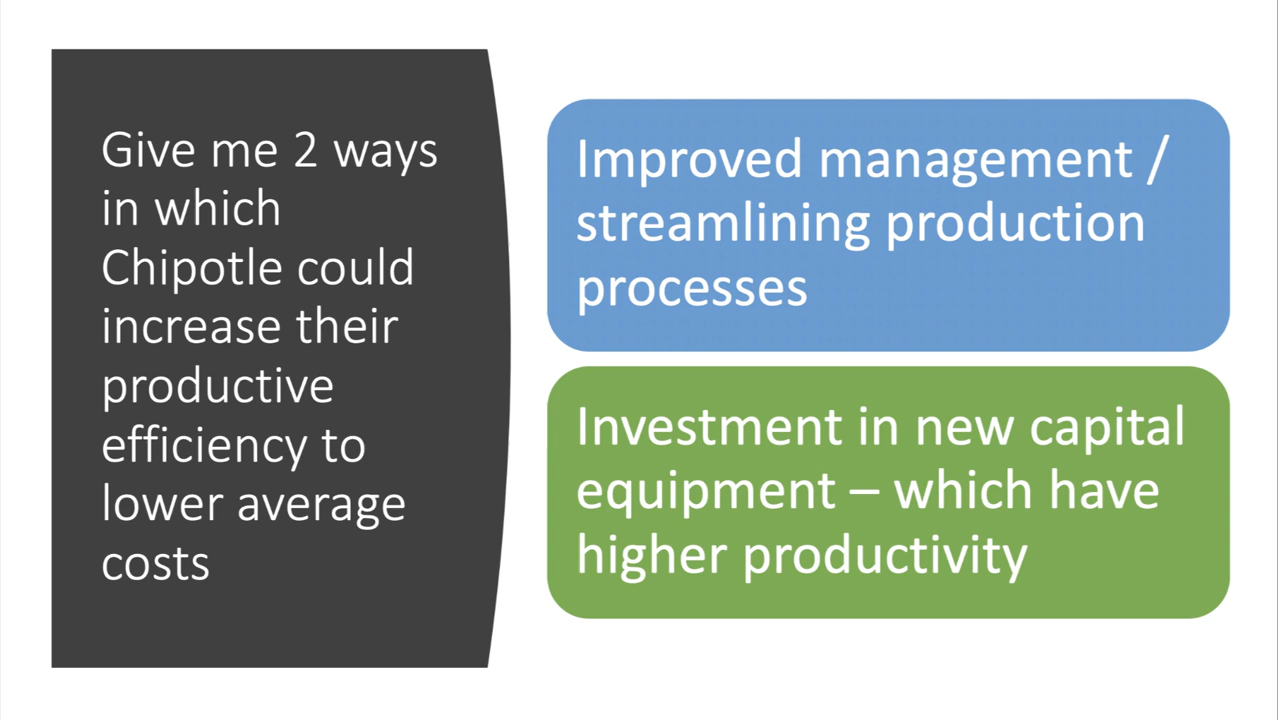 Give me 2 ways
in which
Chipotle could
increase their
productive
efficiency to
lower average
costs
Improved management /
streamlining production
processes
Investment in new capital
equipment – which have
higher productivity